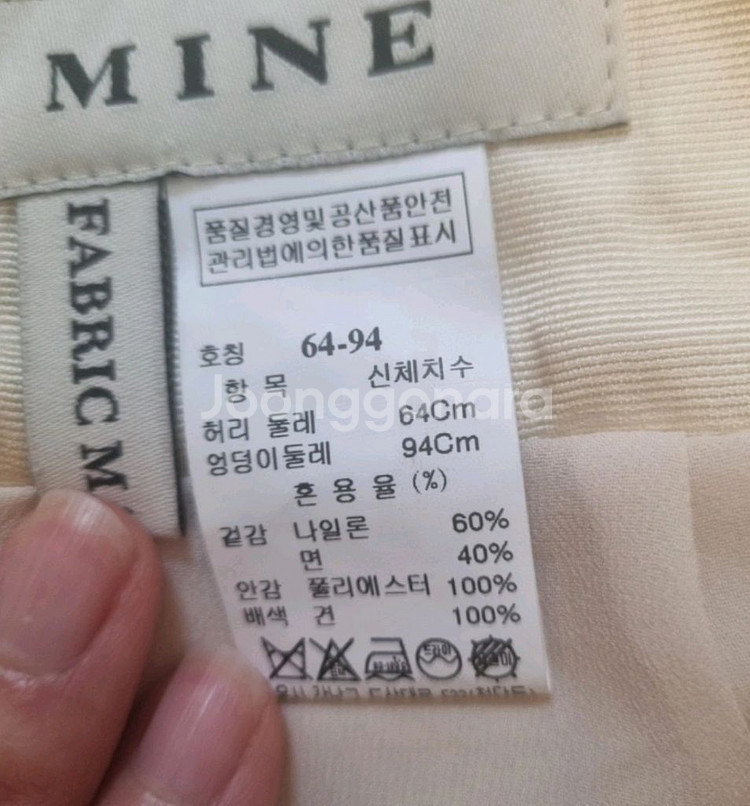 MINE
FABRIC M
품질경영및공산품안전
관리법에의한품질표시
호칭 64-94
항 목 신체치수
Joonggonara
허리 둘레 64Cm
엉덩이둘레 94Cm
혼 용 율 (%)
겉감 나일론 60%
면 40%
안감 폴리에스터 100%
배색 견 100%
드라이